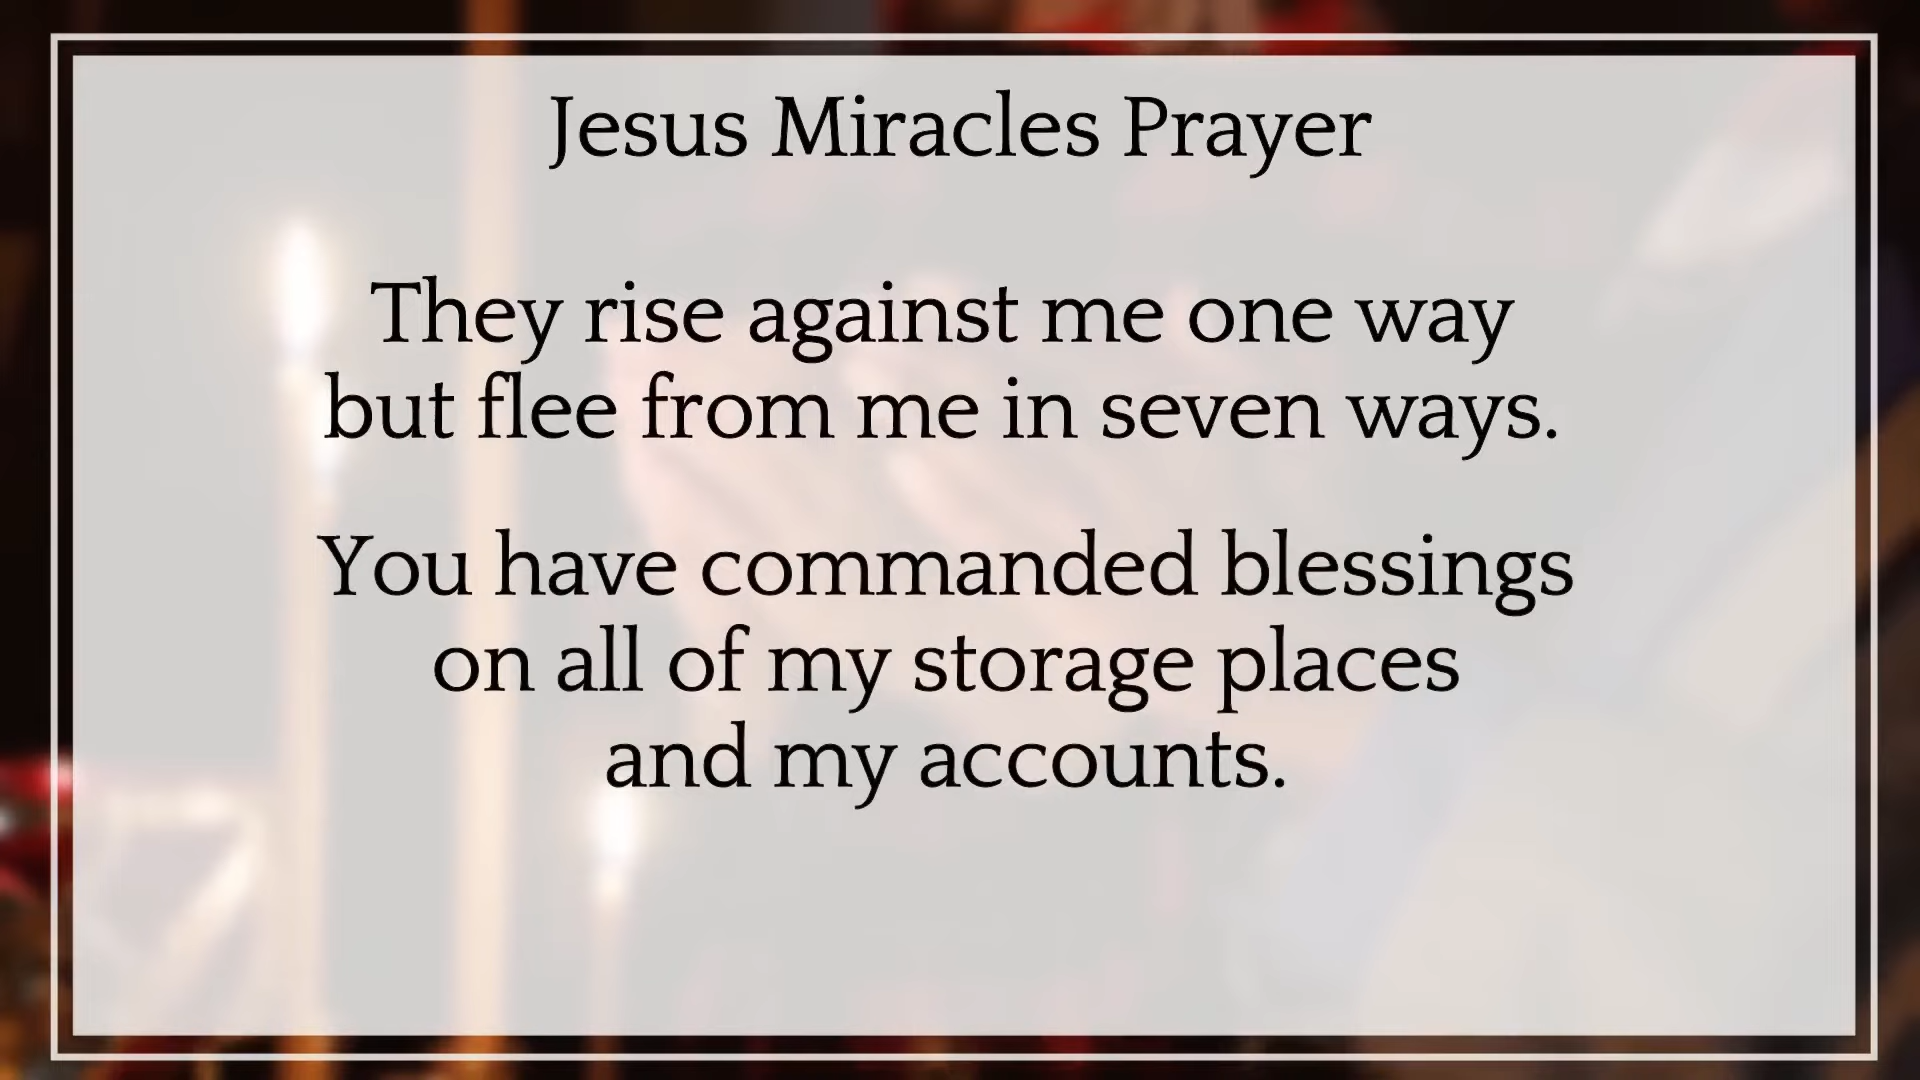 Jesus Miracles Prayer
They rise against me one way
but flee from me in seven ways.
You have commanded blessings
on all of my storage places
and my accounts.